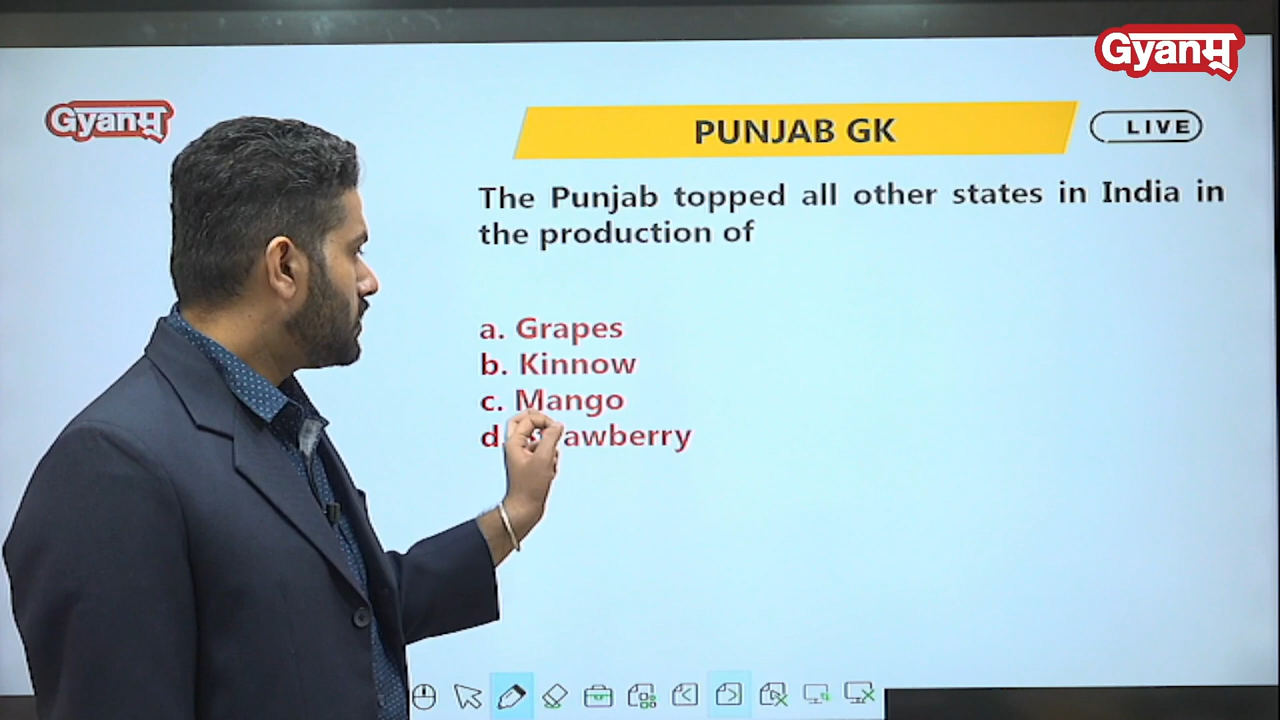 Gyanम्
Gyanम्
PUNJAB GK
LIVE
The Punjab topped all other states in India in
the production of
a. Grapes
b. Kinnow
c. Mango
d. Strawberry